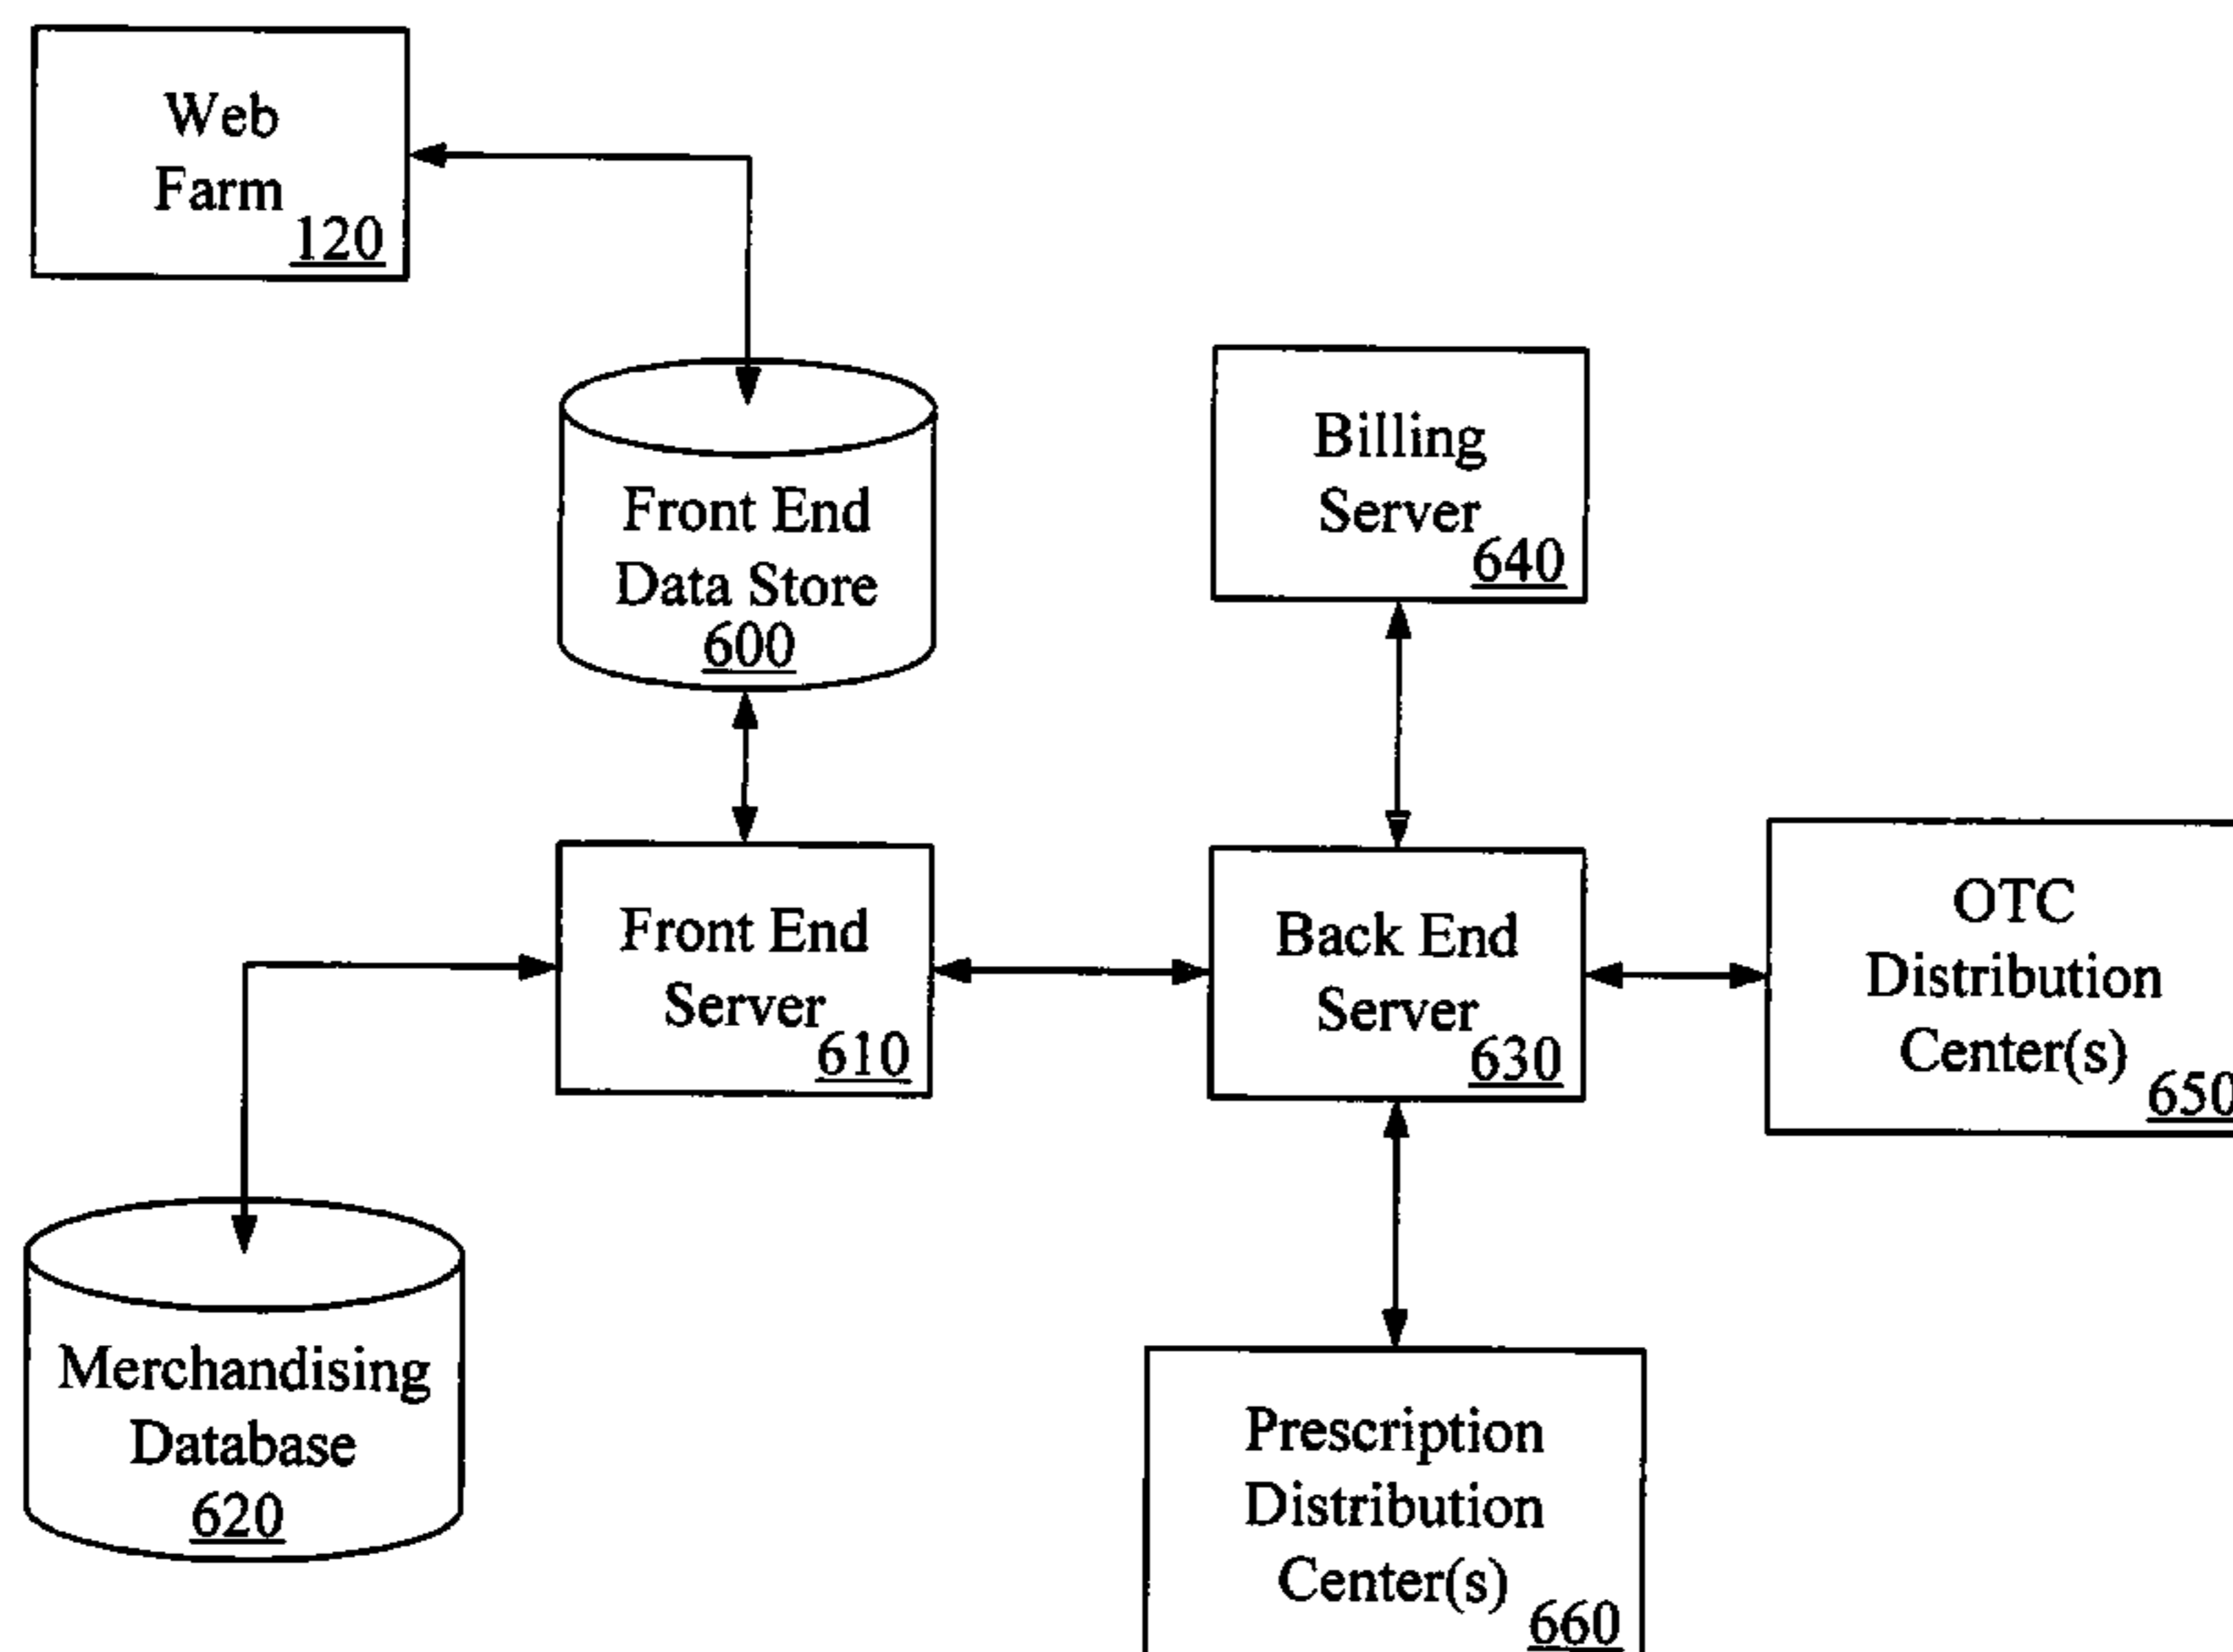 Web
Farm
120
Front End
Data Store
600
Billing
Server
640
Front End
Server
610
Back End
Server
630
OTC
Distribution
Center(s)
650
Merchandising
Database
620
Prescription
Distribution
Center(s)
660